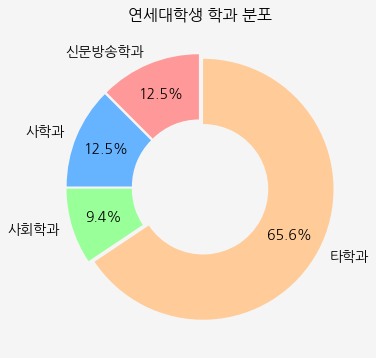 연세대학생 학과 분포
신문방송학과
12.5%
사학과
12.5%
사회학과
9.4%
65.6%
타학과